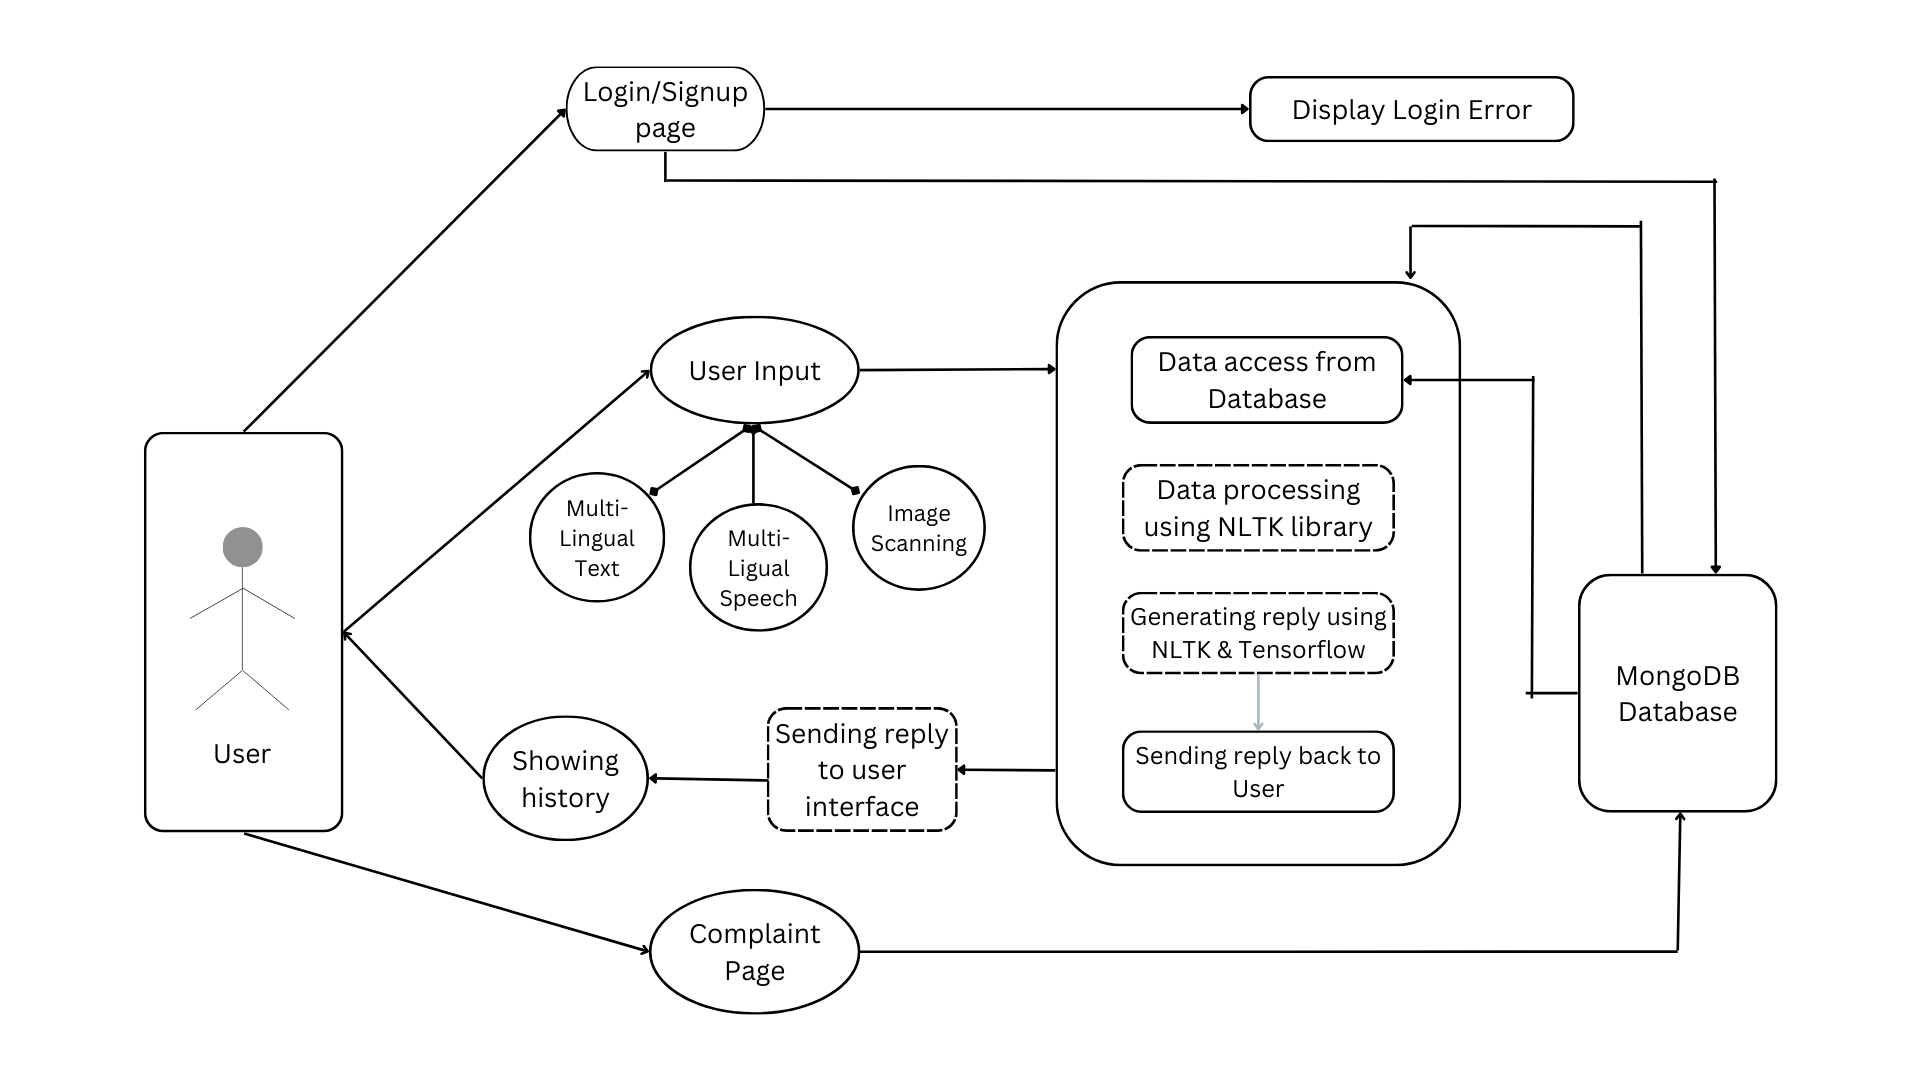 Login/Signup
page
Display Login Error
User Input
Data access from
Database
Multi-
Lingual
Text
Multi-
Ligual
Speech
Image
Scanning
Data processing
using NLTK library
Generating reply using
NLTK & Tensorflow
MongoDB
Database
User
Showing
history
Sending reply
to user
interface
Sending reply back to
User
Complaint
Page